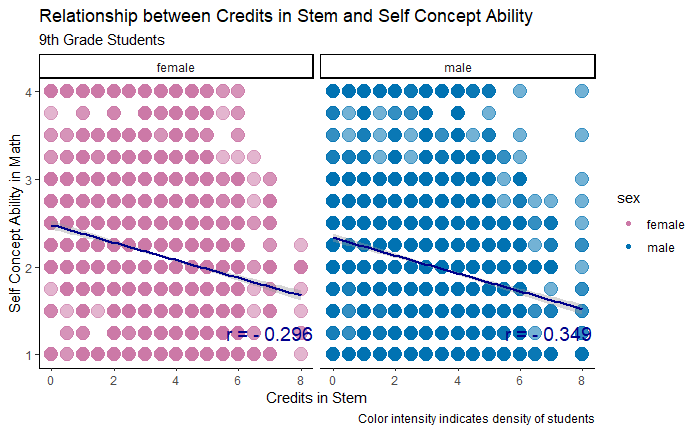 Relationship between Credits in Stem and Self Concept Ability
9th Grade Students
female
male
4
3
2
1
Self Concept Ability in Math
r = - 0.296
r = - 0.349
0 2 4 6 8
0 2 4 6 8
Credits in Stem
sex
female
male
Color intensity indicates density of students